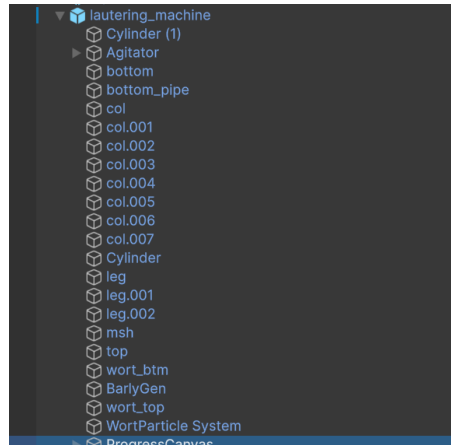 lautering_machine
Cylinder (1)
Agitator
bottom
bottom_pipe
col
col.001
col.002
col.003
col.004
col.005
col.006
col.007
Cylinder
leg
leg.001
leg.002
msh
top
wort_btm
BarlyGen
wort_top
WortParticle System
ProgressCanvas